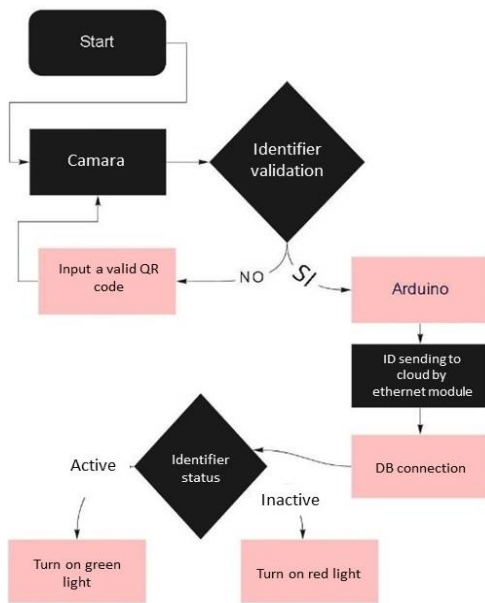 Start
Camara
Identifier
validation
Input a valid QR
code
NO
SI
Arduino
ID sending to
cloud by
ethernet module
DB connection
Identifier
status
Active
Inactive
Turn on green
light
Turn on red light